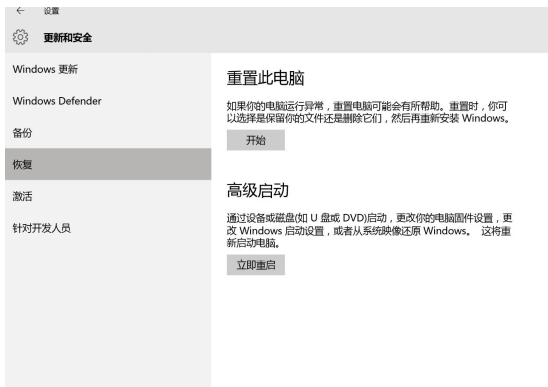 设置
更新和安全
Windows 更新
Windows Defender
备份
恢复
激活
针对开发人员
重置此电脑
如果你的电脑运行异常，重置电脑可能会有所帮助。重置时，你可
以选择是保留你的文件还是删除它们，然后再重新安装 Windows。
开始
高级启动
通过设备或磁盘(如 U 盘或 DVD)启动，更改你的电脑固件设置，更
改 Windows 启动设置，或者从系统映像还原 Windows。 这将重
新启动电脑。
立即重启